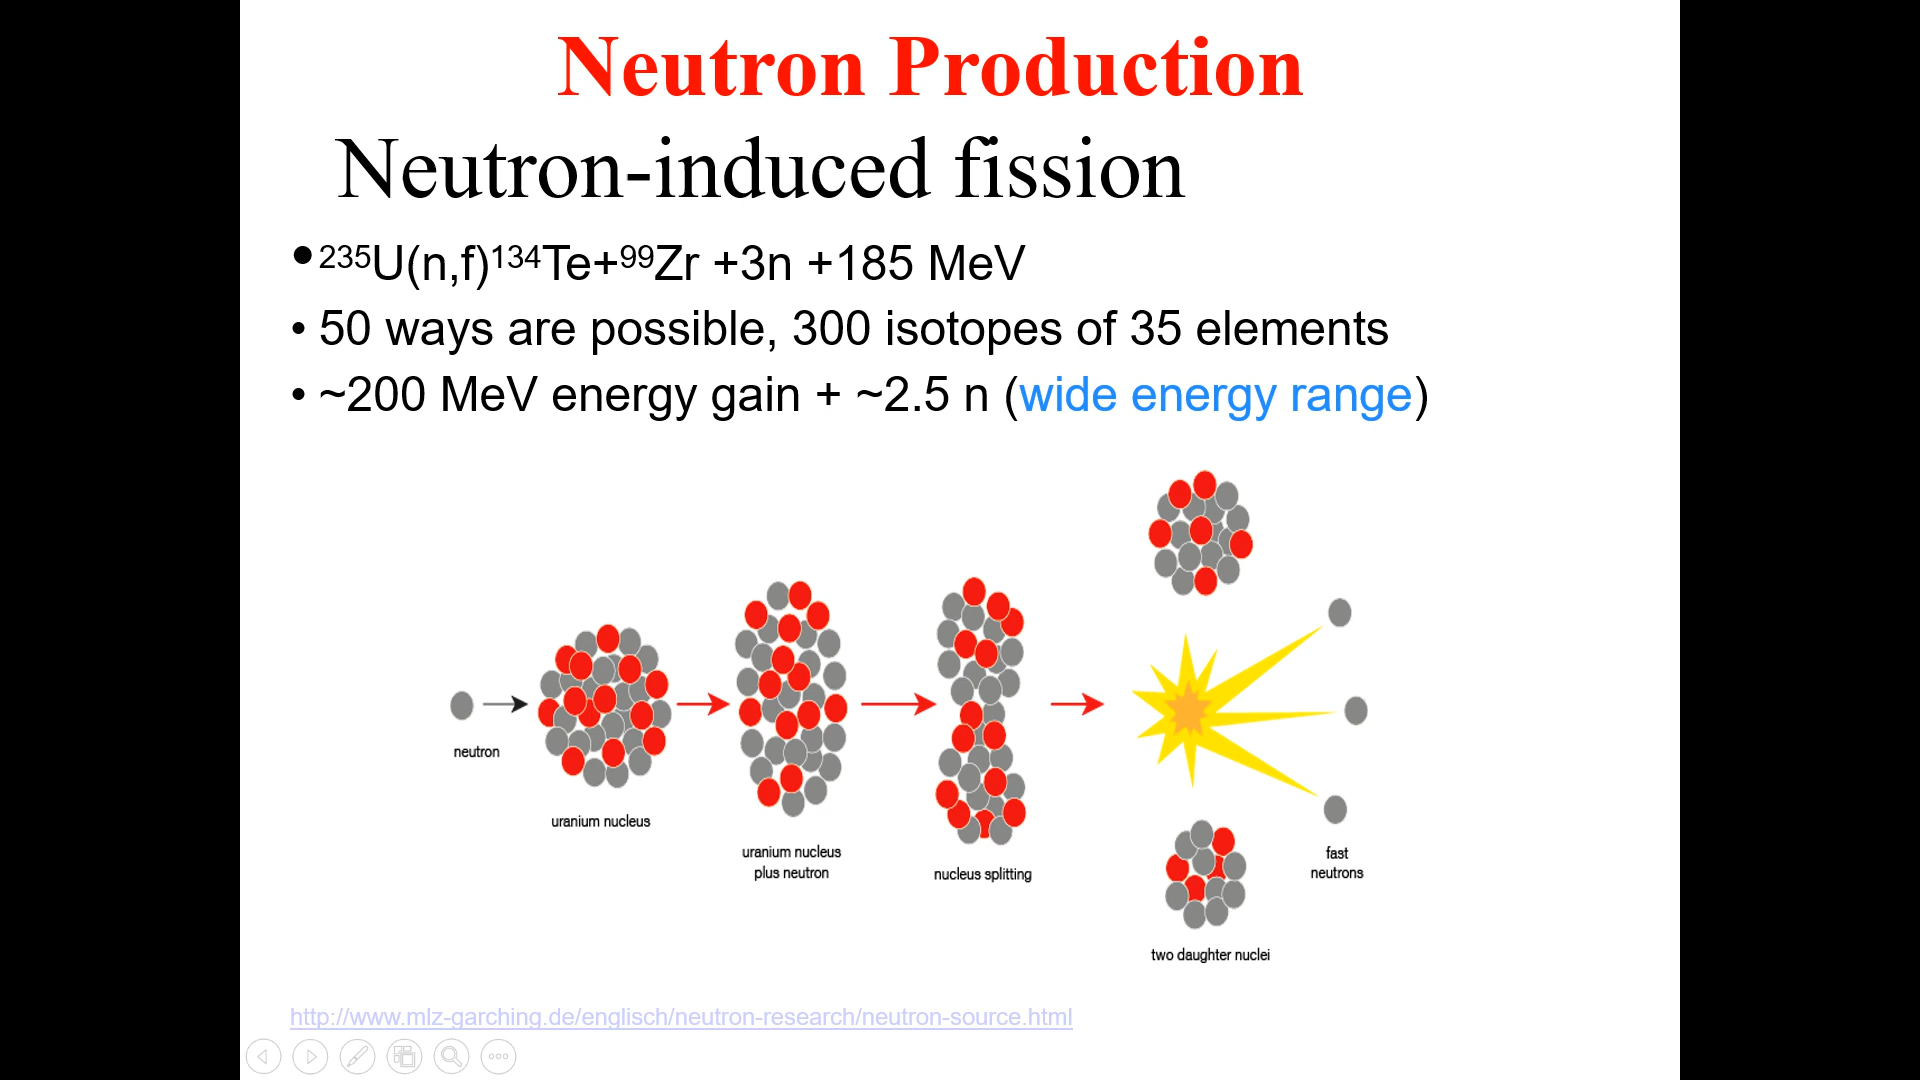 Neutron Production
Neutron-induced fission
•²³⁵U(n,f)¹³⁴Te+⁹⁹Zr +3n +185 MeV
• 50 ways are possible, 300 isotopes of 35 elements
• ~200 MeV energy gain + ~2.5 n (wide energy range)
neutron
uranium nucleus
uranium nucleus
plus neutron
nucleus splitting
fast
neutrons
two daughter nuclei
http://www.mlz-garching.de/englisch/neutron-research/neutron-source.html